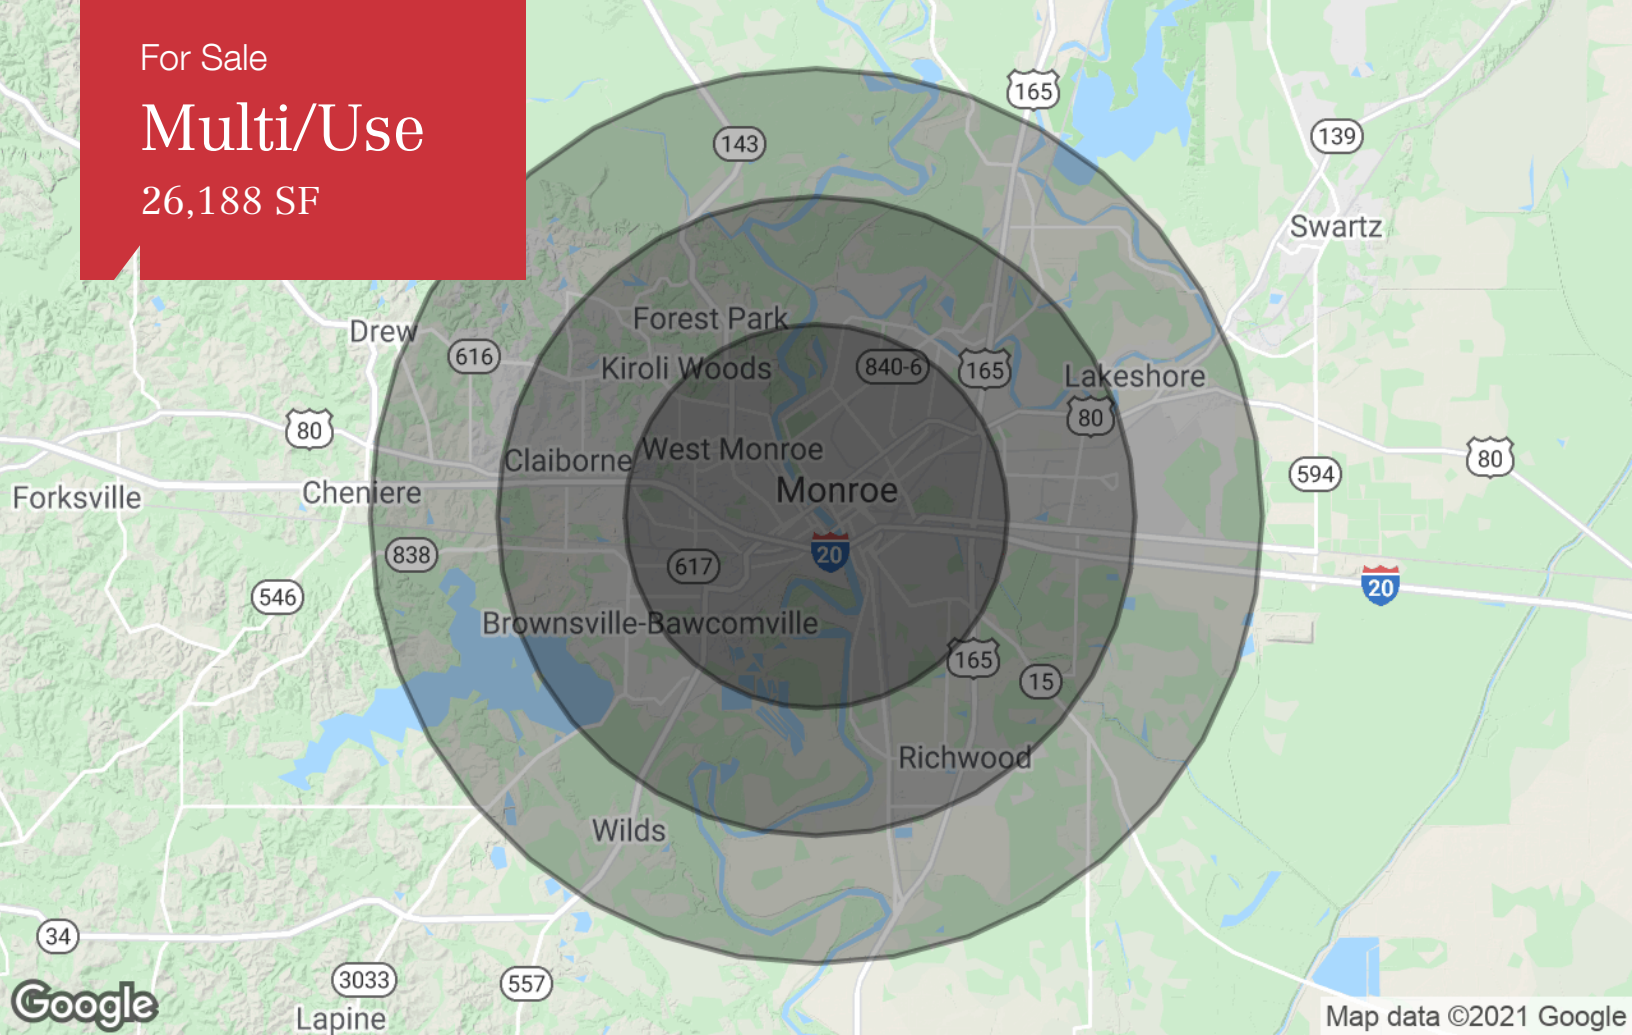 For Sale
Multi/Use
26,188 SF
165
143
139
Swartz
Forest Park
Drew
616
Kiroli Woods
840-6
165
Lakeshore
80
80
West Monroe
Claiborne
80
594
Monroe
Forksville
Cheniere
838
617
20
20
546
Brownsville-Bawcomville
165
15
Richwood
Wilds
34
3033
557
Google
Lapine
Map data ©2021 Google